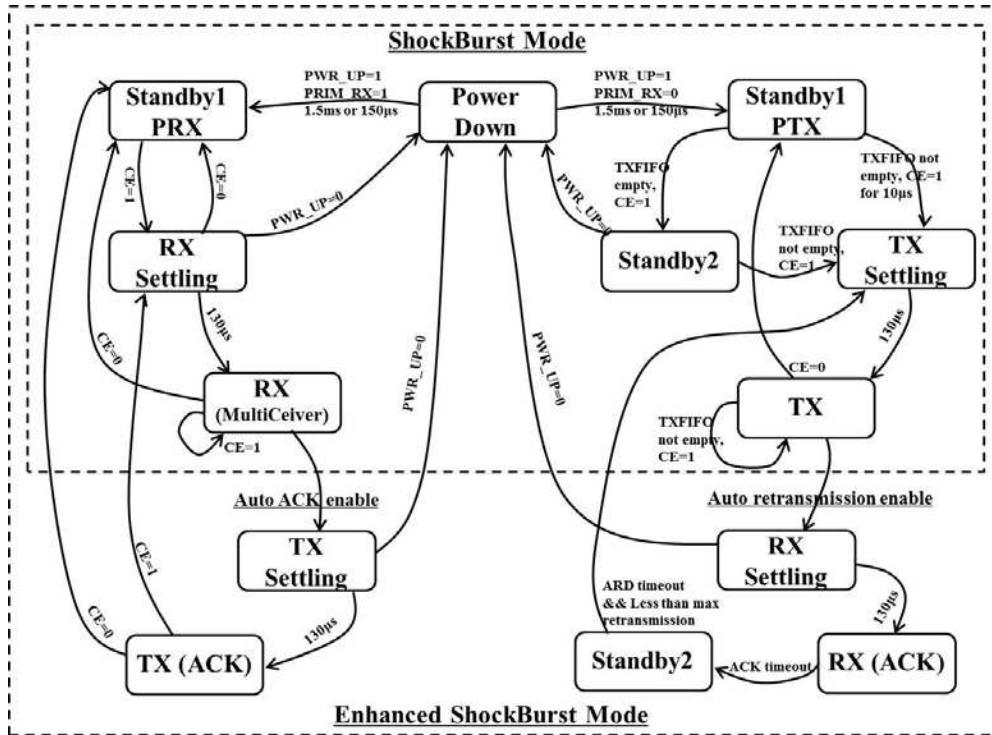 ShockBurst Mode
Standby1
PRX
PWR_UP=1
PRIM_RX=1
1.5ms or 150µs
Power
Down
PWR_UP=1
PRIM_RX=0
1.5ms or 150µs
Standby1
PTX
CE=1
CE=0
PWR_UP=0
PWR_UP=0
TXFIFO
empty,
CE=1
TXFIFO not
empty, CE=1
for 10µs
RX
Settling
Standby2
TXFIFO
not empty,
CE=1
TX
Settling
130µs
130µs
CE=0
PWR_UP=0
PWR_UP=0
CE=0
RX
(MultiCeiver)
CE=1
TX
TXFIFO
not empty,
CE=1
Auto ACK enable
Auto retransmission enable
TX
Settling
RX
Settling
CE=1
CE=0
130µs
ARD timeout
&& Less than max
retransmission
130µs
TX (ACK)
Standby2
ACK timeout
RX (ACK)
Enhanced ShockBurst Mode